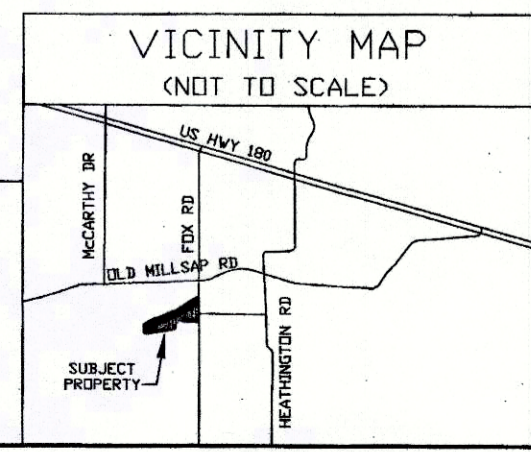 VICINITY MAP
(NOT TO SCALE)
US HWY 180
McCARTHY DR
FOX RD
OLD MILLSAP RD
HEATHINGTON RD
SUBJECT
PROPERTY